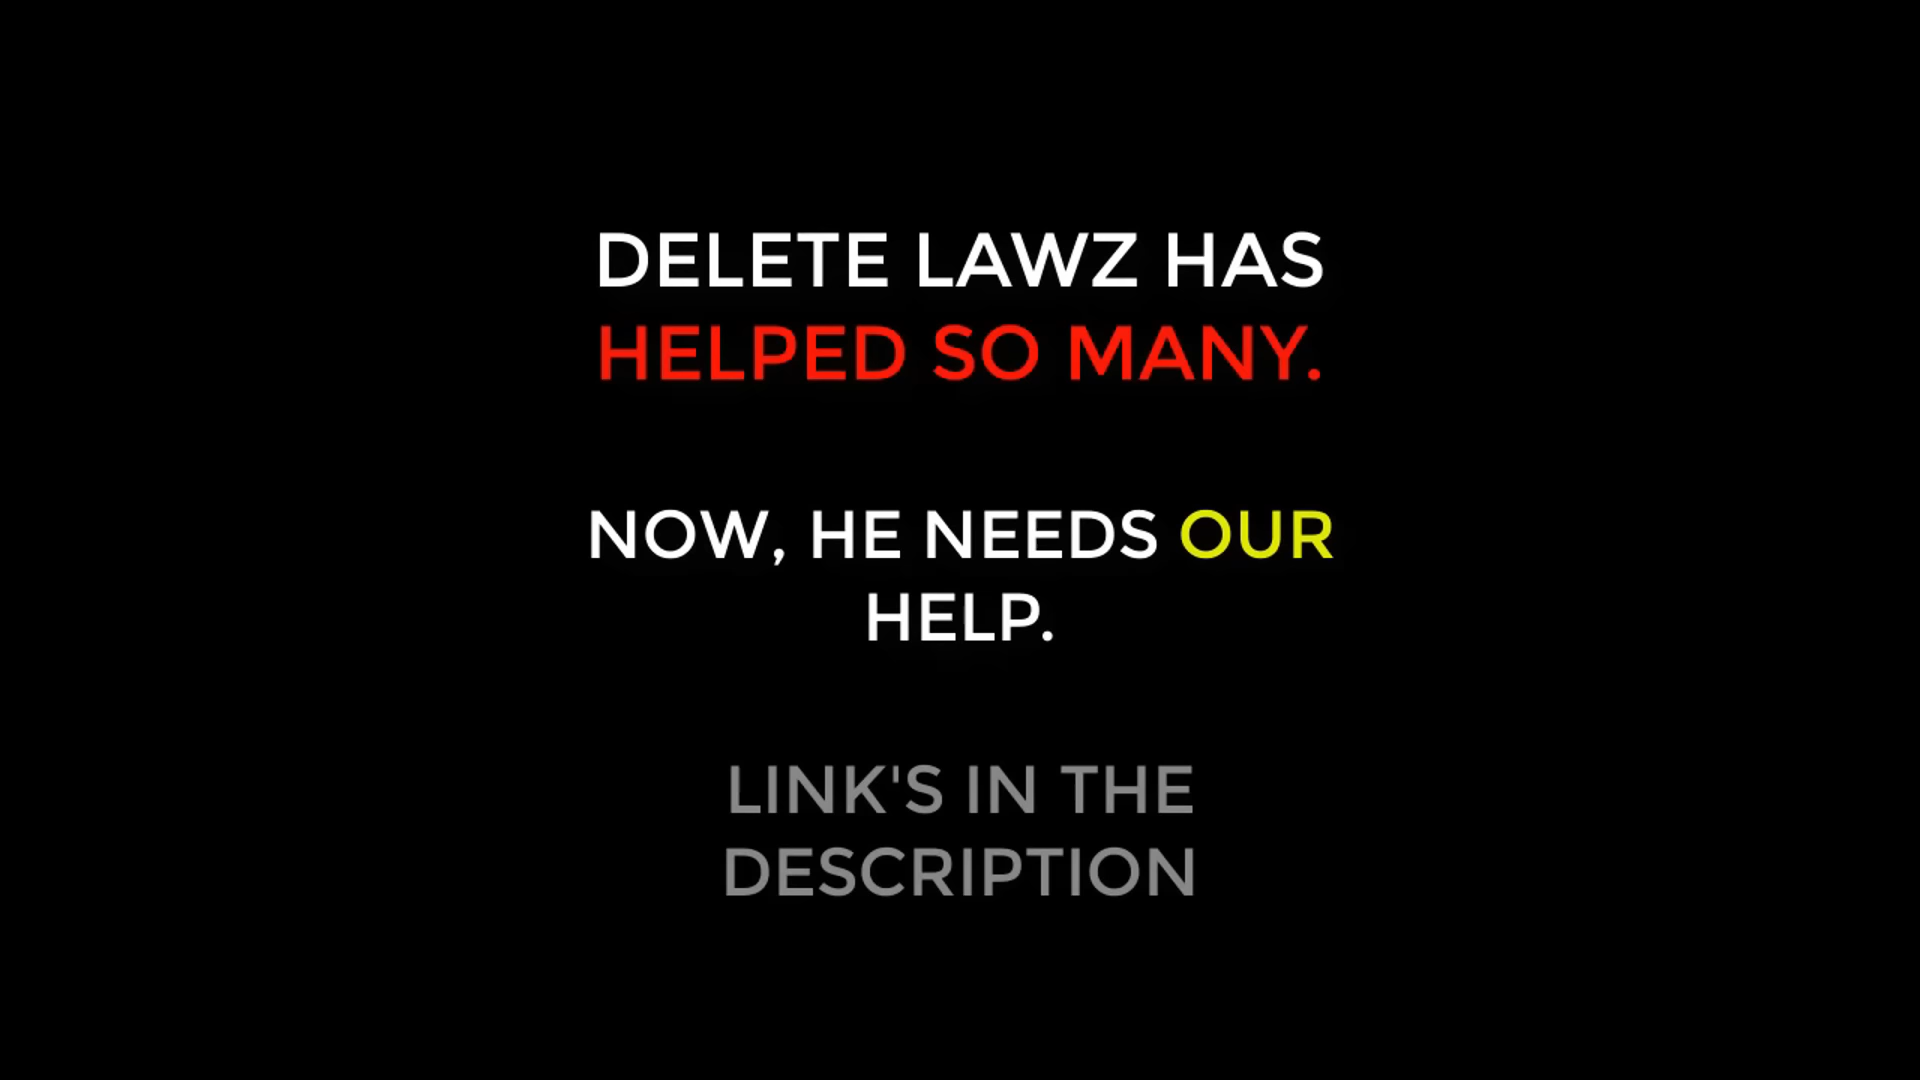 DELETE LAWZ HAS
HELPED SO MANY.
NOW, HE NEEDS OUR
HELP.
LINK'S IN THE
DESCRIPTION